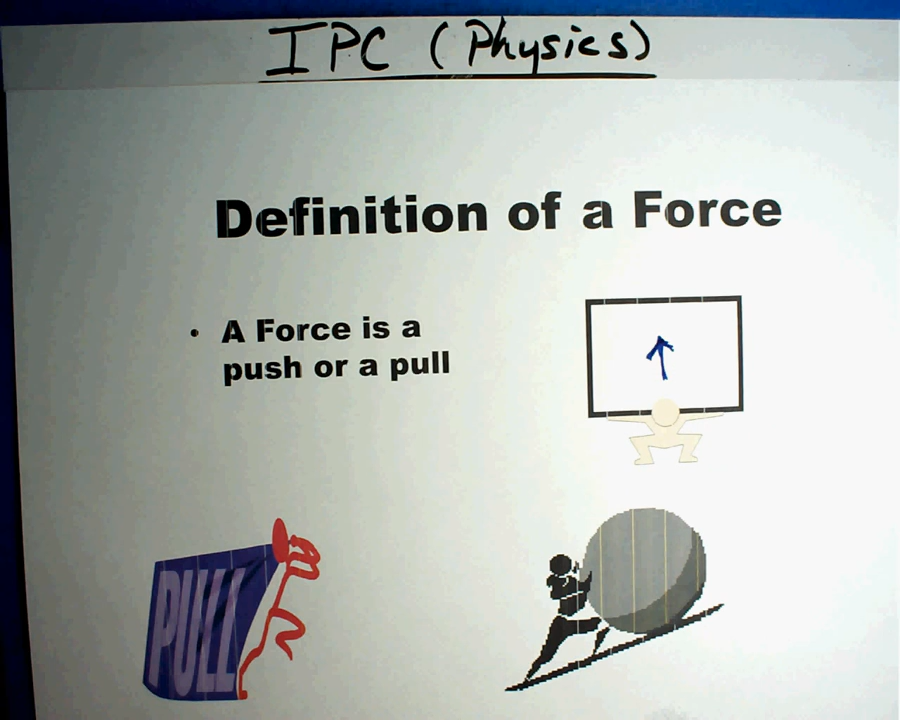 IPC (Physics)
Definition of a Force
• A Force is a
push or a pull
PULL